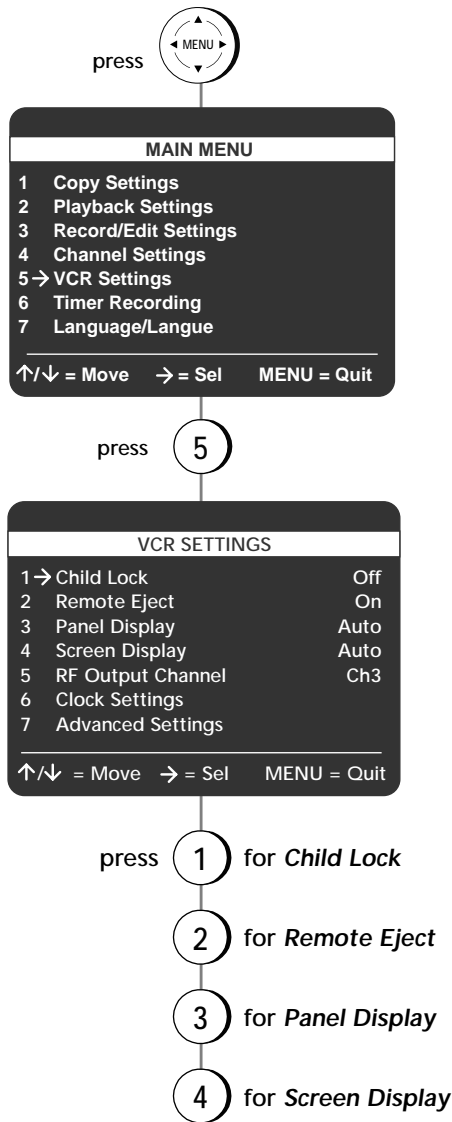 MENU
press
MAIN MENU
1 Copy Settings
2 Playback Settings
3 Record/Edit Settings
4 Channel Settings
5→ VCR Settings
6 Timer Recording
7 Language/Langue
↑/↓ = Move → = Sel MENU = Quit
press 5
VCR SETTINGS
1→ Child Lock Off
2 Remote Eject On
3 Panel Display Auto
4 Screen Display Auto
5 RF Output Channel Ch3
6 Clock Settings
7 Advanced Settings
↑/↓ = Move → = Sel MENU = Quit
press 1 for Child Lock
2 for Remote Eject
3 for Panel Display
4 for Screen Display